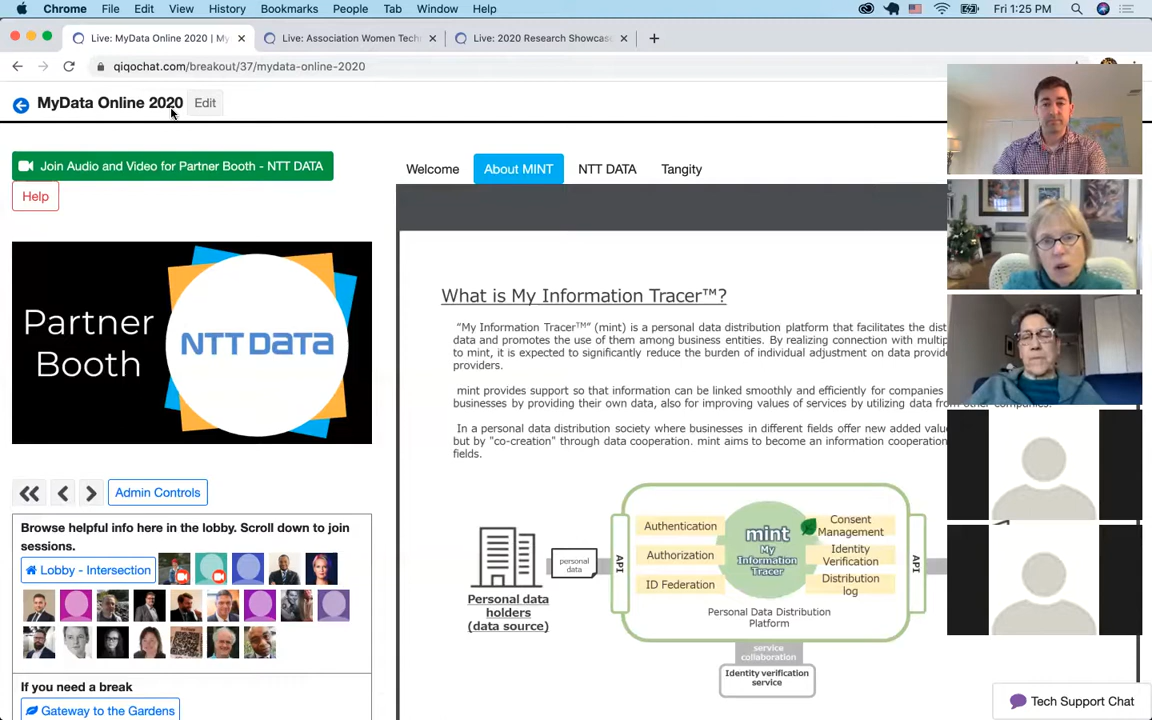 Chrome File Edit View History Bookmarks People Tab Window Help Fri 1:25 PM
Live: MyData Online 2020 | My Live: Association Women Techn Live: 2020 Research Showcas
qiqochat.com/breakout/37/mydata-online-2020
MyData Online 2020 Edit
Join Audio and Video for Partner Booth - NTT DATA
Help
Welcome About MINT NTT DATA Tangity
Partner
Booth
NTT DATA
Admin Controls
Browse helpful info here in the lobby. Scroll down to join
sessions.
Lobby - Intersection
If you need a break
Gateway to the Gardens
What is My Information Tracer™?
“My Information Tracer™” (mint) is a personal data distribution platform that facilitates the dist
data and promotes the use of them among business entities. By realizing connection with multip
to mint, it is expected to significantly reduce the burden of individual adjustment on data provide
providers.
mint provides support so that information can be linked smoothly and efficiently for companies
businesses by providing their own data, also for improving values of services by utilizing data from other companies.
In a personal data distribution society where businesses in different fields offer new added valu
but by "co-creation" through data cooperation. mint aims to become an information cooperation
fields.
Personal data
holders
(data source)
personal
data
API
Authentication
Authorization
ID Federation
mint
My
Information
Tracer
Consent
Management
Identity
Verification
Distribution
log
API
Personal Data Distribution
Platform
service
collaboration
Identity verification
service
Tech Support Chat